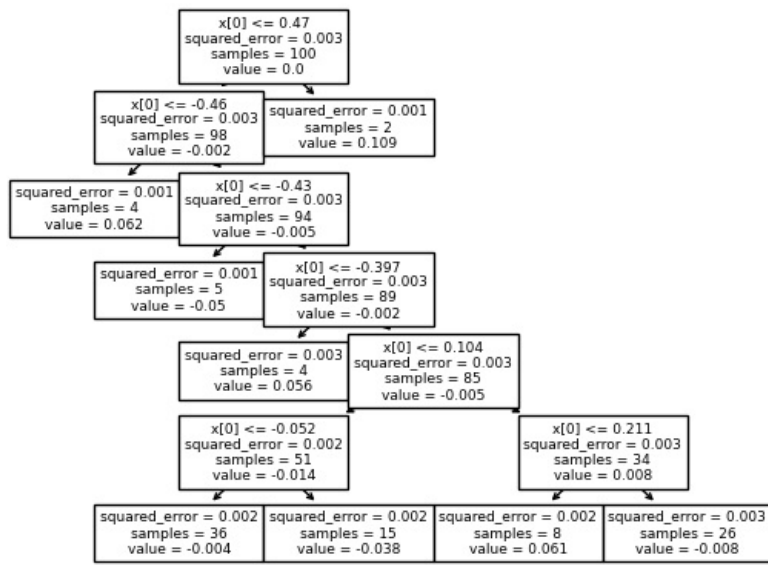 x[0] <= 0.47
squared_error = 0.003
samples = 100
value = 0.0
x[0] <= -0.46
squared_error = 0.003
samples = 98
value = -0.002
squared_error = 0.001
samples = 2
value = 0.109
squared_error = 0.001
samples = 4
value = 0.062
x[0] <= -0.43
squared_error = 0.003
samples = 94
value = -0.005
squared_error = 0.001
samples = 5
value = -0.05
x[0] <= -0.397
squared_error = 0.003
samples = 89
value = -0.002
squared_error = 0.003
samples = 4
value = 0.056
x[0] <= 0.104
squared_error = 0.003
samples = 85
value = -0.005
x[0] <= -0.052
squared_error = 0.002
samples = 51
value = -0.014
x[0] <= 0.211
squared_error = 0.003
samples = 34
value = 0.008
squared_error = 0.002
samples = 36
value = -0.004
squared_error = 0.002
samples = 15
value = -0.038
squared_error = 0.002
samples = 8
value = 0.061
squared_error = 0.003
samples = 26
value = -0.008